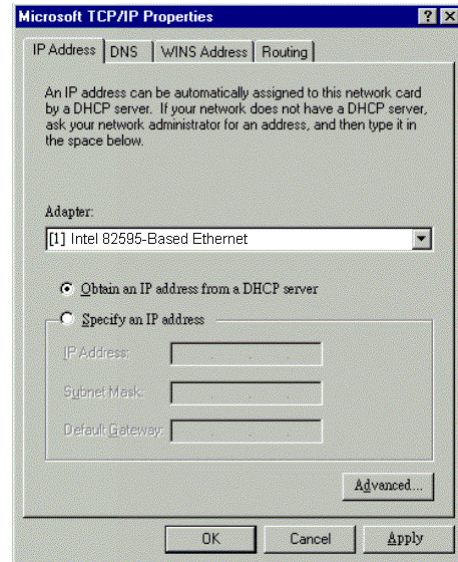 Microsoft TCP/IP Properties
IP Address
DNS
WINS Address
Routing
An IP address can be automatically assigned to this network card
by a DHCP server. If your network does not have a DHCP server,
ask your network administrator for an address, and then type it in
the space below.
Adapter:
[1] Intel 82595-Based Ethernet
Obtain an IP address from a DHCP server
Specify an IP address
IP Address:
Subnet Mask:
Default Gateway:
Advanced...
OK
Cancel
Apply